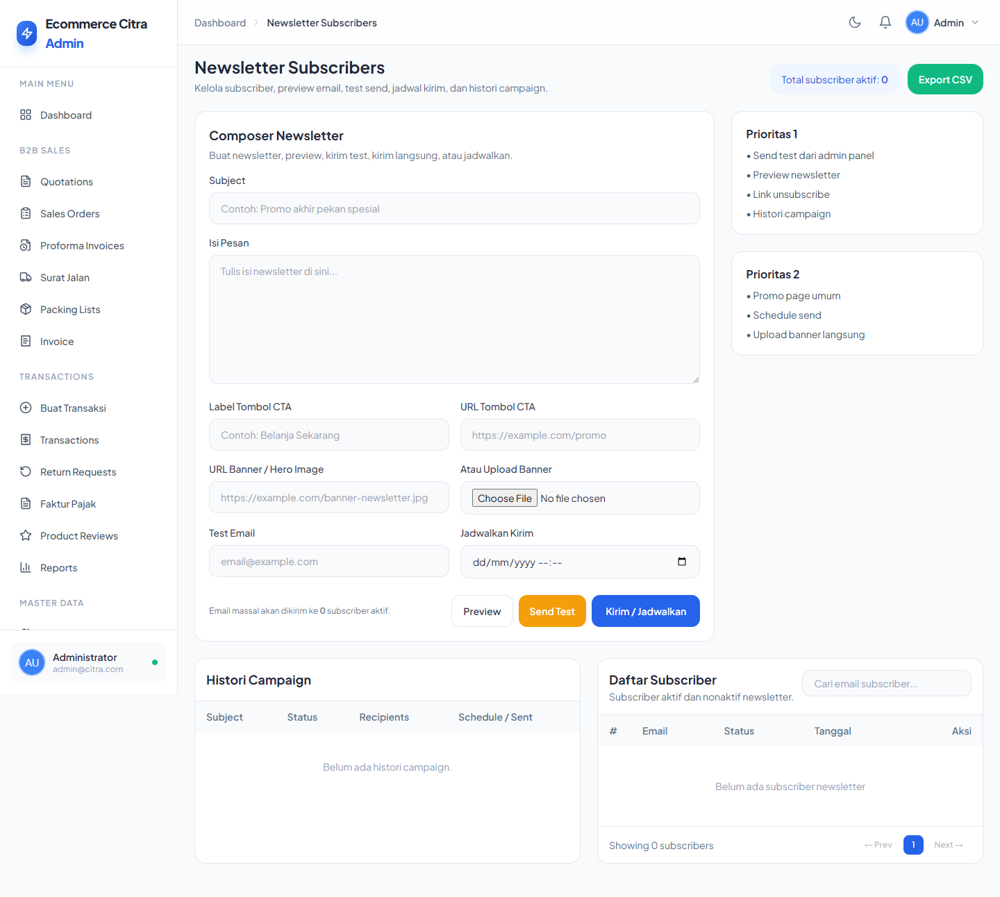 Ecommerce Citra
Admin
MAIN MENU
Dashboard
B2B SALES
Quotations
Sales Orders
Proforma Invoices
Surat Jalan
Packing Lists
Invoice
TRANSACTIONS
Buat Transaksi
Transactions
Return Requests
Faktur Pajak
Product Reviews
Reports
MASTER DATA
AU
Administrator
admin@citra.com
Dashboard
Newsletter Subscribers
AU
Admin
Newsletter Subscribers
Kelola subscriber, preview email, test send, jadwal kirim, dan histori campaign.
Total subscriber aktif: 0
Export CSV
Composer Newsletter
Buat newsletter, preview, kirim test, kirim langsung, atau jadwalkan.
Subject
Contoh: Promo akhir pekan spesial
Isi Pesan
Tulis isi newsletter di sini...
Label Tombol CTA
URL Tombol CTA
Contoh: Belanja Sekarang
https://example.com/promo
URL Banner / Hero Image
Atau Upload Banner
https://example.com/banner-newsletter.jpg
Choose File No file chosen
Test Email
Jadwalkan Kirim
email@example.com
dd/mm/yyyy --:--
Email massal akan dikirim ke 0 subscriber aktif.
Preview
Send Test
Kirim / Jadwalkan
Prioritas 1
• Send test dari admin panel
• Preview newsletter
• Link unsubscribe
• Histori campaign
Prioritas 2
• Promo page umum
• Schedule send
• Upload banner langsung
Histori Campaign
Subject Status Recipients Schedule / Sent
Belum ada histori campaign.
Daftar Subscriber
Subscriber aktif dan nonaktif newsletter.
Cari email subscriber...
# Email Status Tanggal Aksi
Belum ada subscriber newsletter
Showing 0 subscribers
← Prev 1 Next →